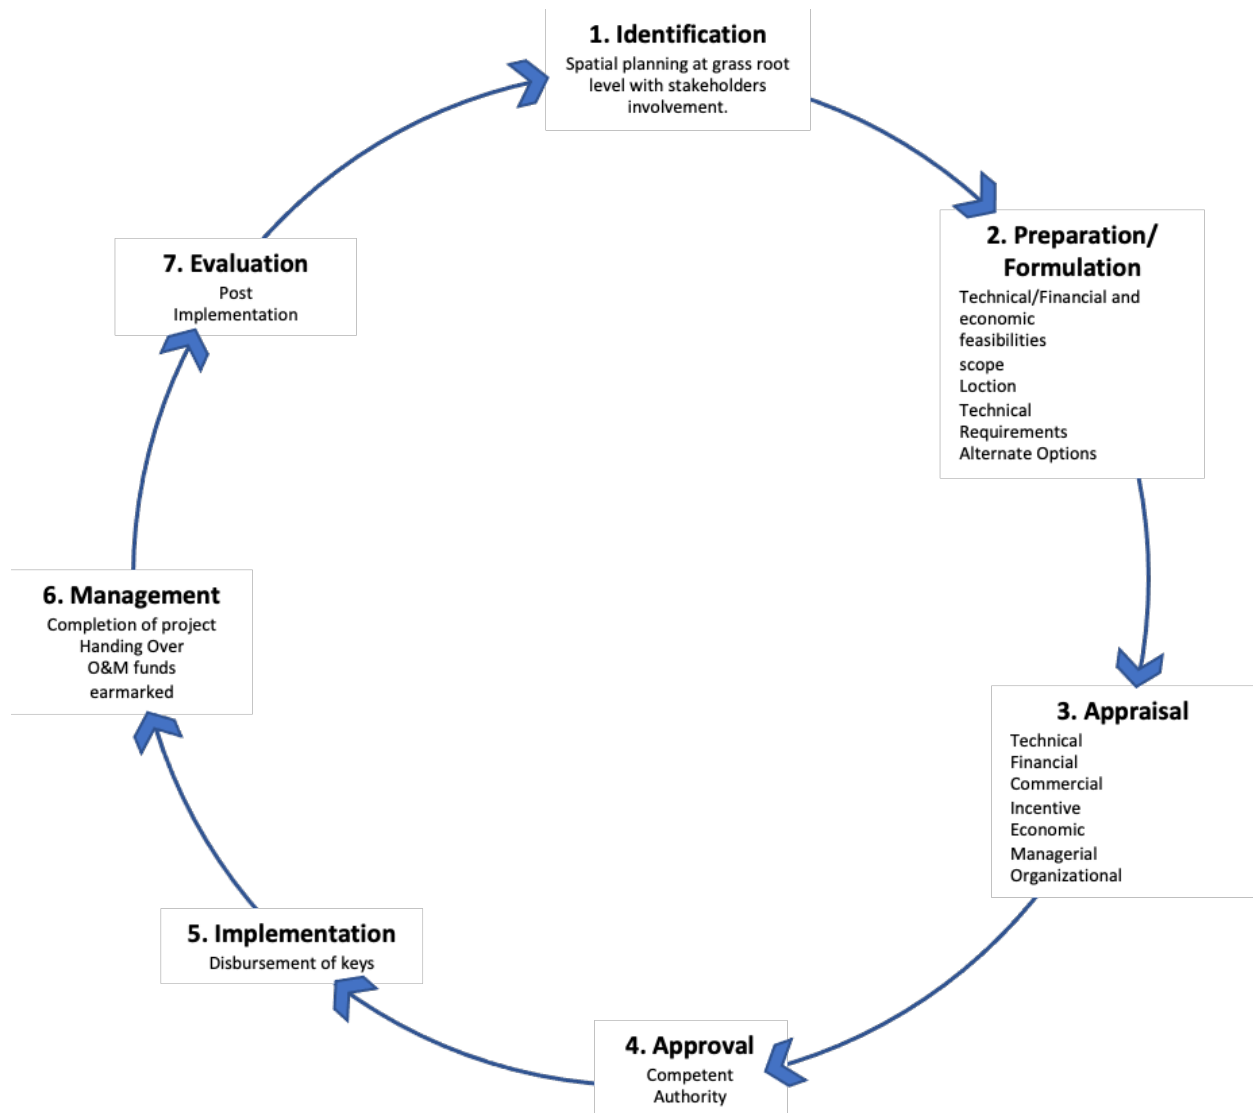 1. Identification
Spatial planning at grass root
level with stakeholders
involvement.
2. Preparation/
Formulation
Technical/Financial and
economic
feasibilities
scope
Loction
Technical
Requirements
Alternate Options
3. Appraisal
Technical
Financial
Commercial
Incentive
Economic
Managerial
Organizational
4. Approval
Competent
Authority
5. Implementation
Disbursement of keys
6. Management
Completion of project
Handing Over
O&M funds
earmarked
7. Evaluation
Post
Implementation